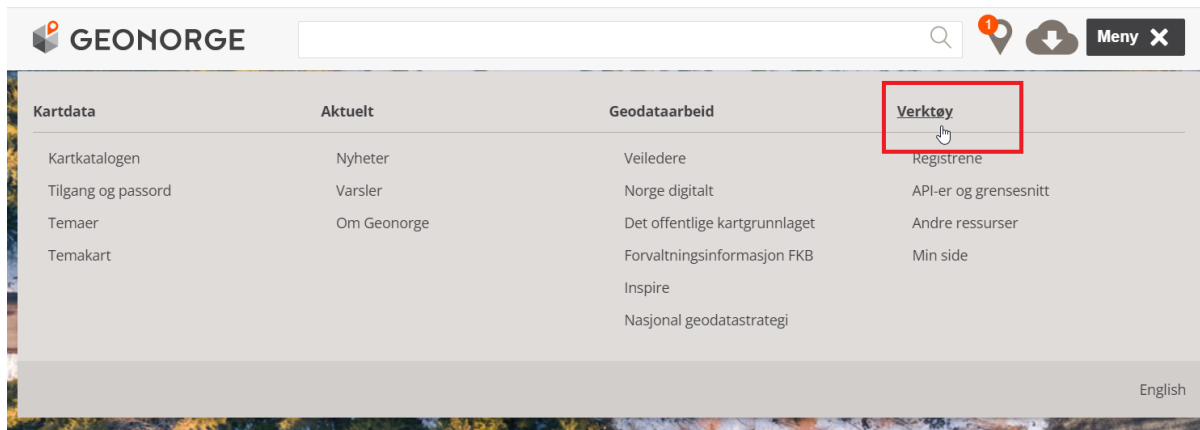 GEONORGE
1
Meny
Kartdata
Kartkatalogen
Tilgang og passord
Temaer
Temakart
Aktuelt
Nyheter
Varsler
Om Geonorge
Geodataarbeid
Veiledere
Norge digitalt
Det offentlige kartgrunnlaget
Forvaltningsinformasjon FKB
Inspire
Nasjonal geodatastrategi
Verktøy
Registrene
API-er og grensesnitt
Andre ressurser
Min side
English